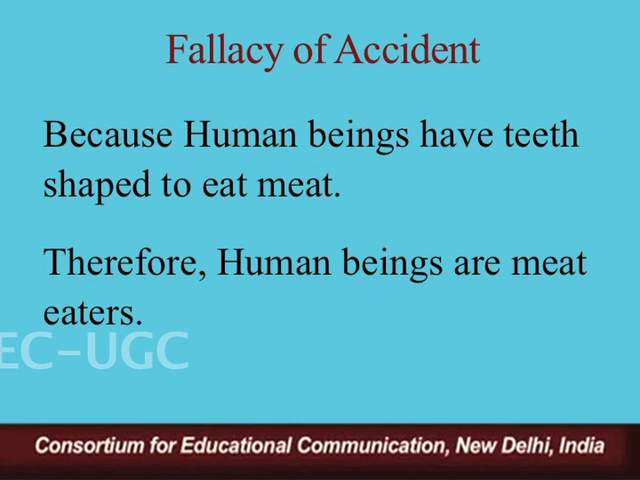 Fallacy of Accident
Because Human beings have teeth
shaped to eat meat.
Therefore, Human beings are meat
eaters.
EC-UGC
Consortium for Educational Communication, New Delhi, India